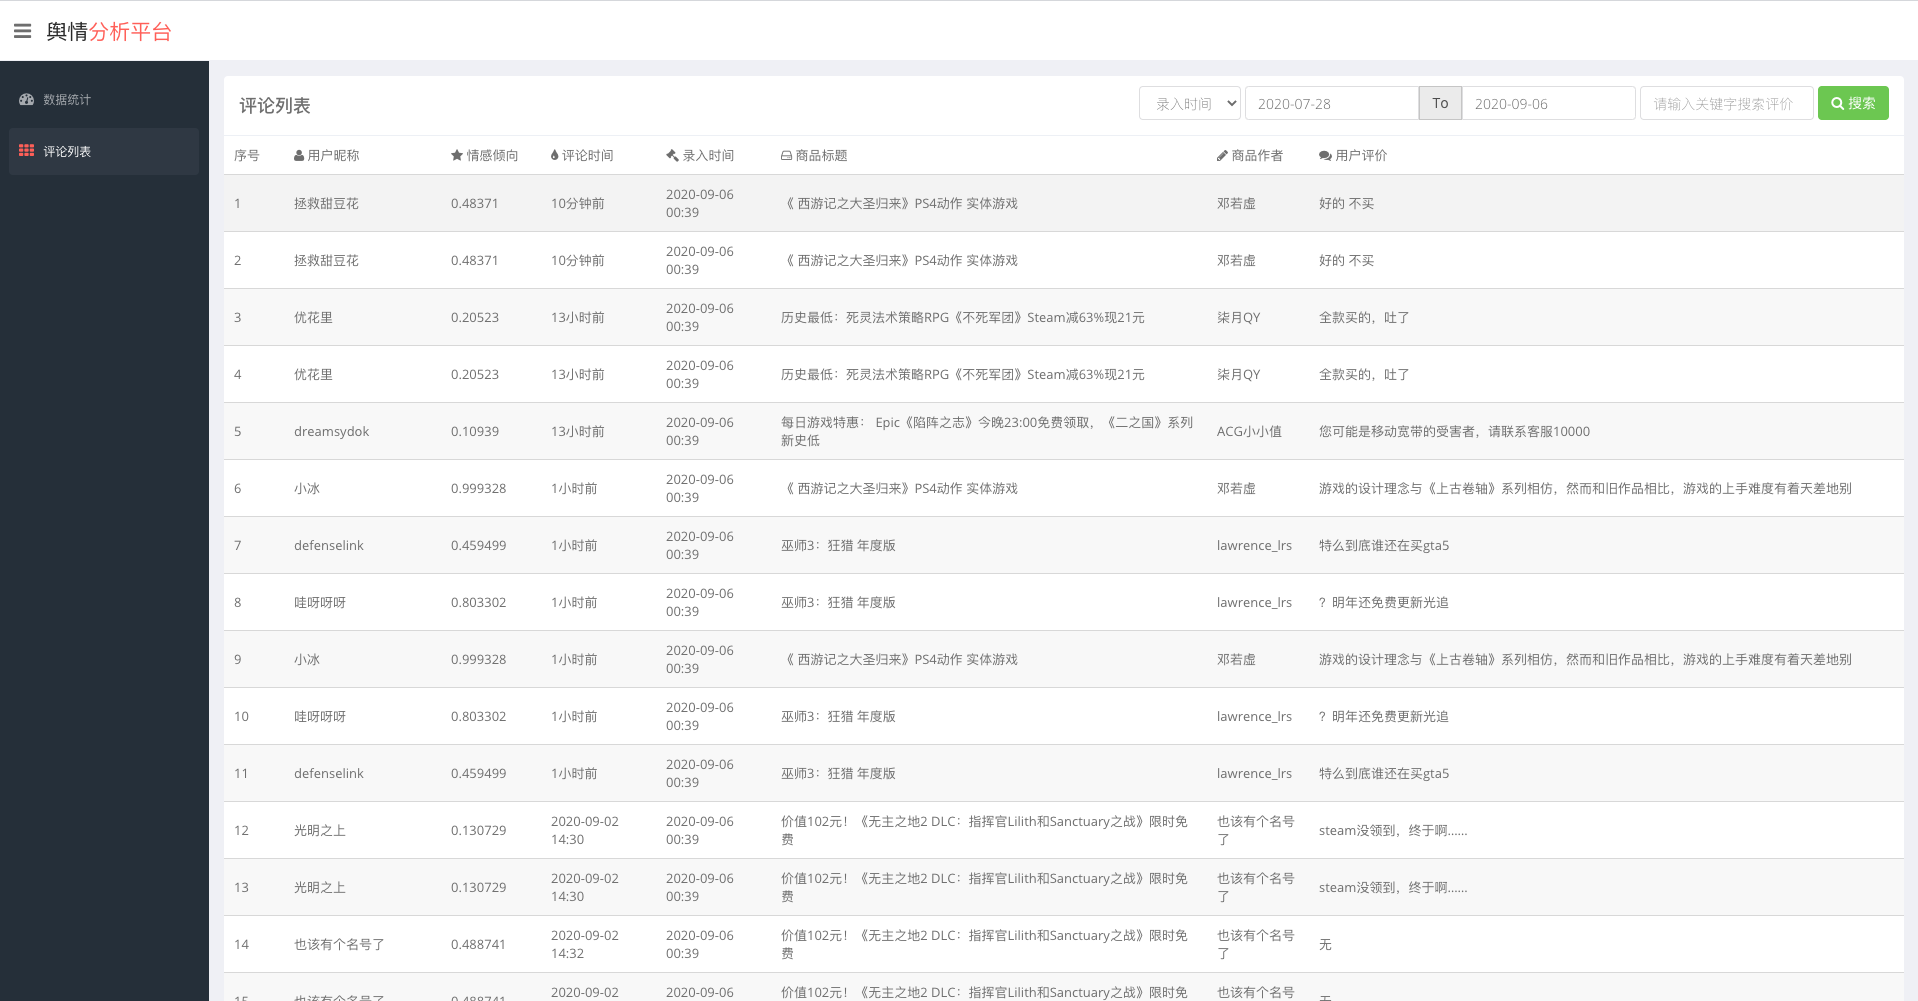 舆情分析平台
数据统计
评论列表
评论列表
录入时间 2020-07-28 To 2020-09-06 请输入关键字搜索评价 搜索
序号 用户昵称 情感倾向 评论时间 录入时间 商品标题 商品作者 用户评价
1 拯救甜豆花 0.48371 10分钟前 2020-09-06 00:39 《 西游记之大圣归来》PS4动作 实体游戏 邓若虚 好的 不买
2 拯救甜豆花 0.48371 10分钟前 2020-09-06 00:39 《 西游记之大圣归来》PS4动作 实体游戏 邓若虚 好的 不买
3 优花里 0.20523 13小时前 2020-09-06 00:39 历史最低：死灵法术策略RPG《不死军团》Steam减63%现21元 柒月QY 全款买的，吐了
4 优花里 0.20523 13小时前 2020-09-06 00:39 历史最低：死灵法术策略RPG《不死军团》Steam减63%现21元 柒月QY 全款买的，吐了
5 dreamsydok 0.10939 13小时前 2020-09-06 00:39 每日游戏特惠： Epic《陷阵之志》今晚23:00免费领取，《二之国》系列新史低 ACG小小值 您可能是移动宽带的受害者，请联系客服10000
6 小冰 0.999328 1小时前 2020-09-06 00:39 《 西游记之大圣归来》PS4动作 实体游戏 邓若虚 游戏的设计理念与《上古卷轴》系列相仿，然而和旧作品相比，游戏的上手难度有着天差地别
7 defenselink 0.459499 1小时前 2020-09-06 00:39 巫师3：狂猎 年度版 lawrence_lrs 特么到底谁还在买gta5
8 哇呀呀呀 0.803302 1小时前 2020-09-06 00:39 巫师3：狂猎 年度版 lawrence_lrs ？明年还免费更新光追
9 小冰 0.999328 1小时前 2020-09-06 00:39 《 西游记之大圣归来》PS4动作 实体游戏 邓若虚 游戏的设计理念与《上古卷轴》系列相仿，然而和旧作品相比，游戏的上手难度有着天差地别
10 哇呀呀呀 0.803302 1小时前 2020-09-06 00:39 巫师3：狂猎 年度版 lawrence_lrs ？明年还免费更新光追
11 defenselink 0.459499 1小时前 2020-09-06 00:39 巫师3：狂猎 年度版 lawrence_lrs 特么到底谁还在买gta5
12 光明之上 0.130729 2020-09-02 14:30 2020-09-06 00:39 价值102元！《无主之地2 DLC：指挥官Lilith和Sanctuary之战》限时免费 也该有个名号了 steam没领到，终于啊……
13 光明之上 0.130729 2020-09-02 14:30 2020-09-06 00:39 价值102元！《无主之地2 DLC：指挥官Lilith和Sanctuary之战》限时免费 也该有个名号了 steam没领到，终于啊……
14 也该有个名号了 0.488741 2020-09-02 14:32 2020-09-06 00:39 价值102元！《无主之地2 DLC：指挥官Lilith和Sanctuary之战》限时免费 也该有个名号了 无
15 也该有个名号了 0.488741 2020-09-02 2020-09-06 价值102元！《无主之地2 DLC：指挥官Lilith和Sanctuary之战》限时免 也该有个名号 无